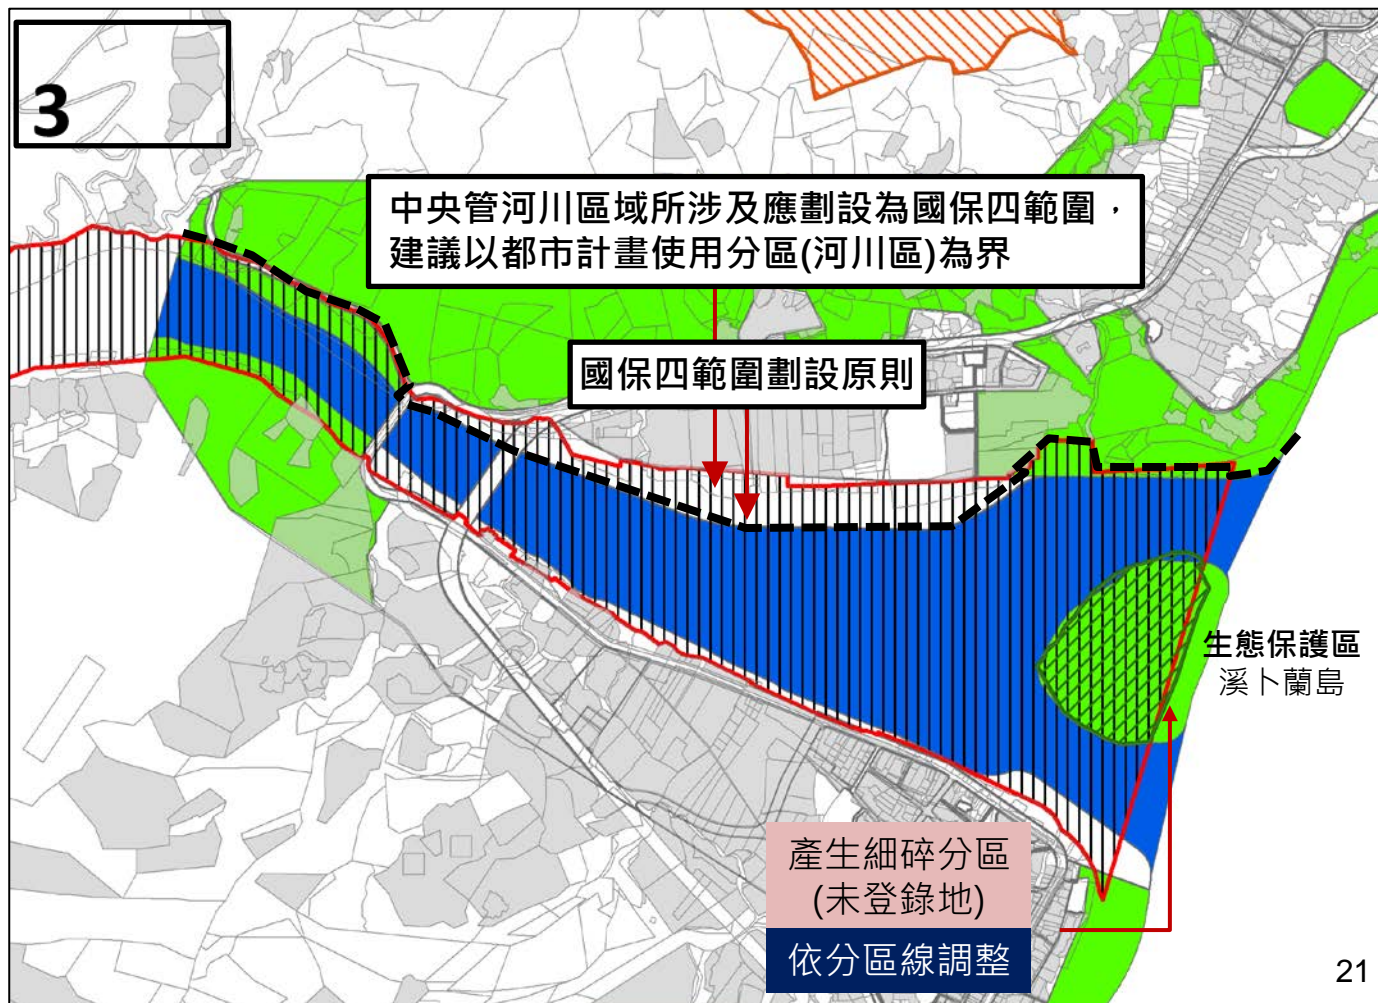 3
中央管河川區域所涉及應劃設為國保四範圍，
建議以都市計畫使用分區(河川區)為界
國保四範圍劃設原則
生態保護區
溪卜蘭島
產生細碎分區
(未登錄地)
依分區線調整
21